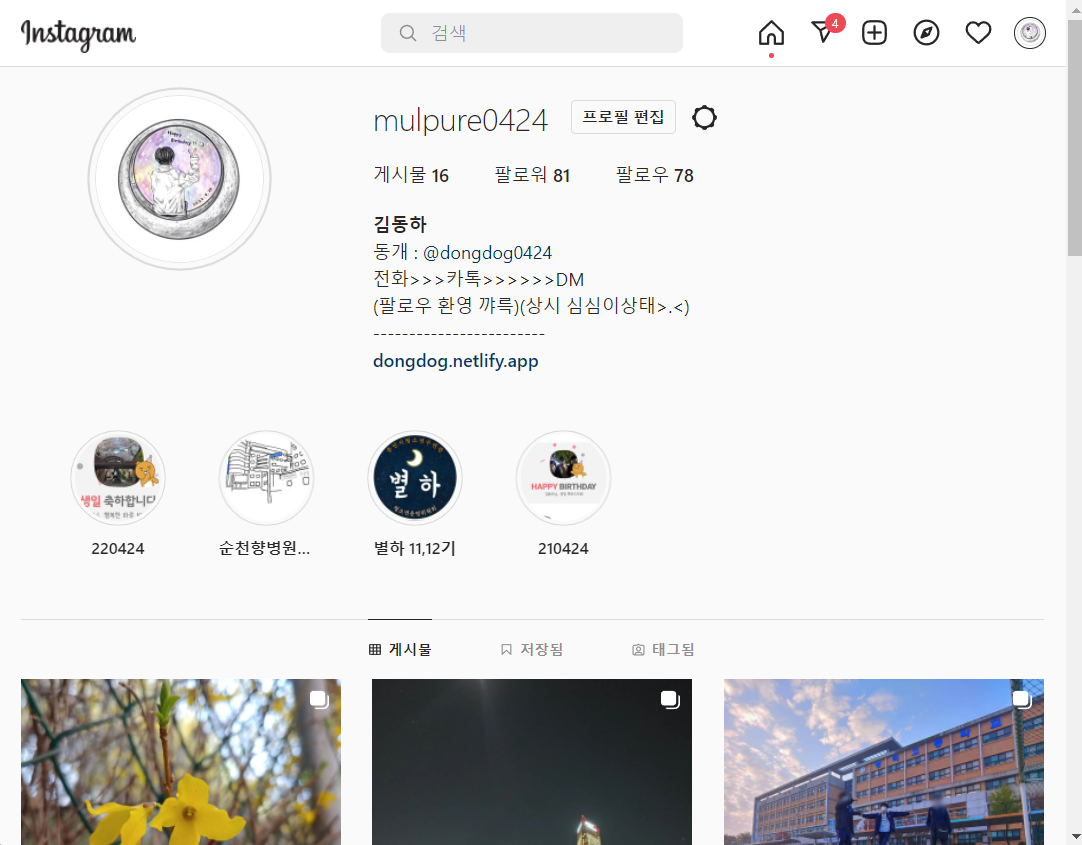 Instagram
검색
4
mulpure0424
프로필 편집
게시물 16 팔로워 81 팔로우 78
김동하
동개 : @dongdog0424
전화>>>카톡>>>>>>DM
(팔로우 환영 꺄륵)(상시 심심이상태>.<)
------------------------
dongdog.netlify.app
Happy
Birthday
생일 축하합니다
별하
HAPPY BIRTHDAY
220424
순천향병원...
별하 11,12기
210424
게시물
저장됨
태그됨